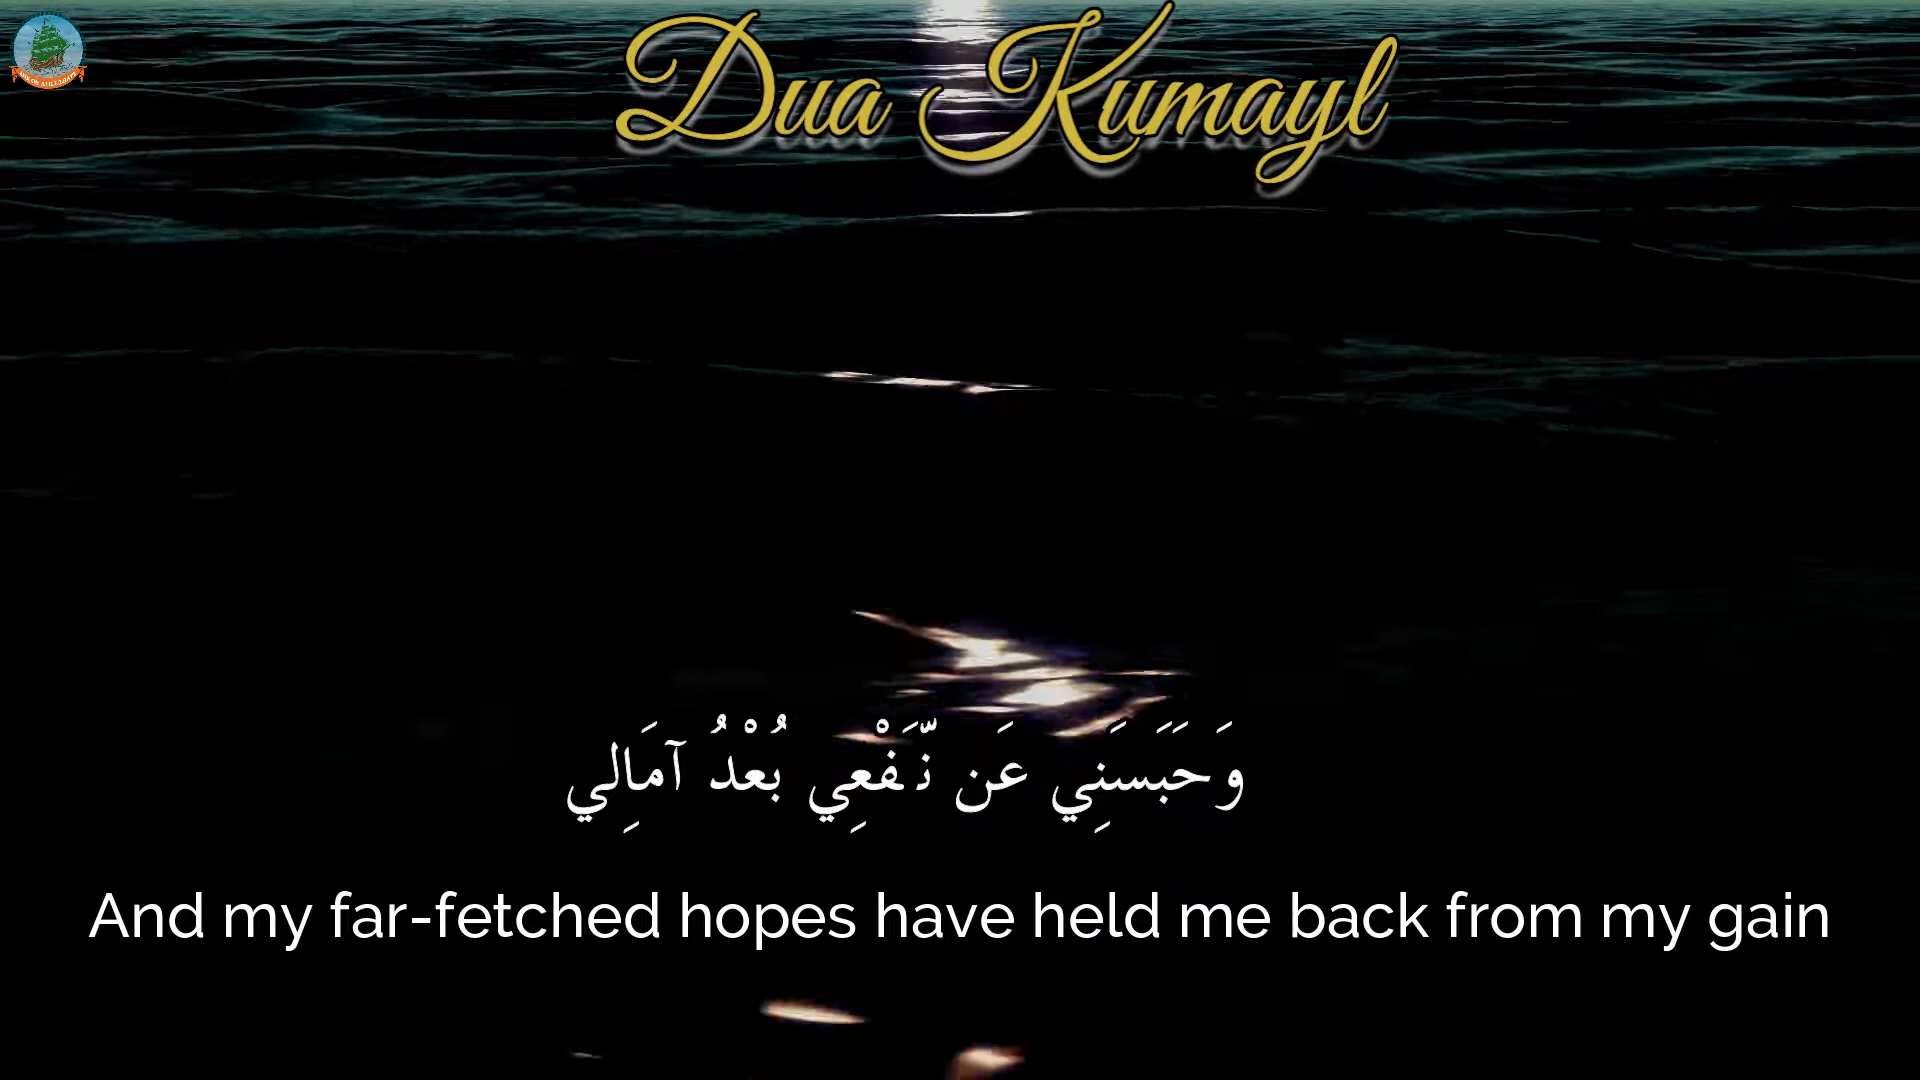 Dua Kumayl
وَحَبَسَنِي عَن نَّفْعِي بُعْدُ آمَالِي
And my far-fetched hopes have held me back from my gain